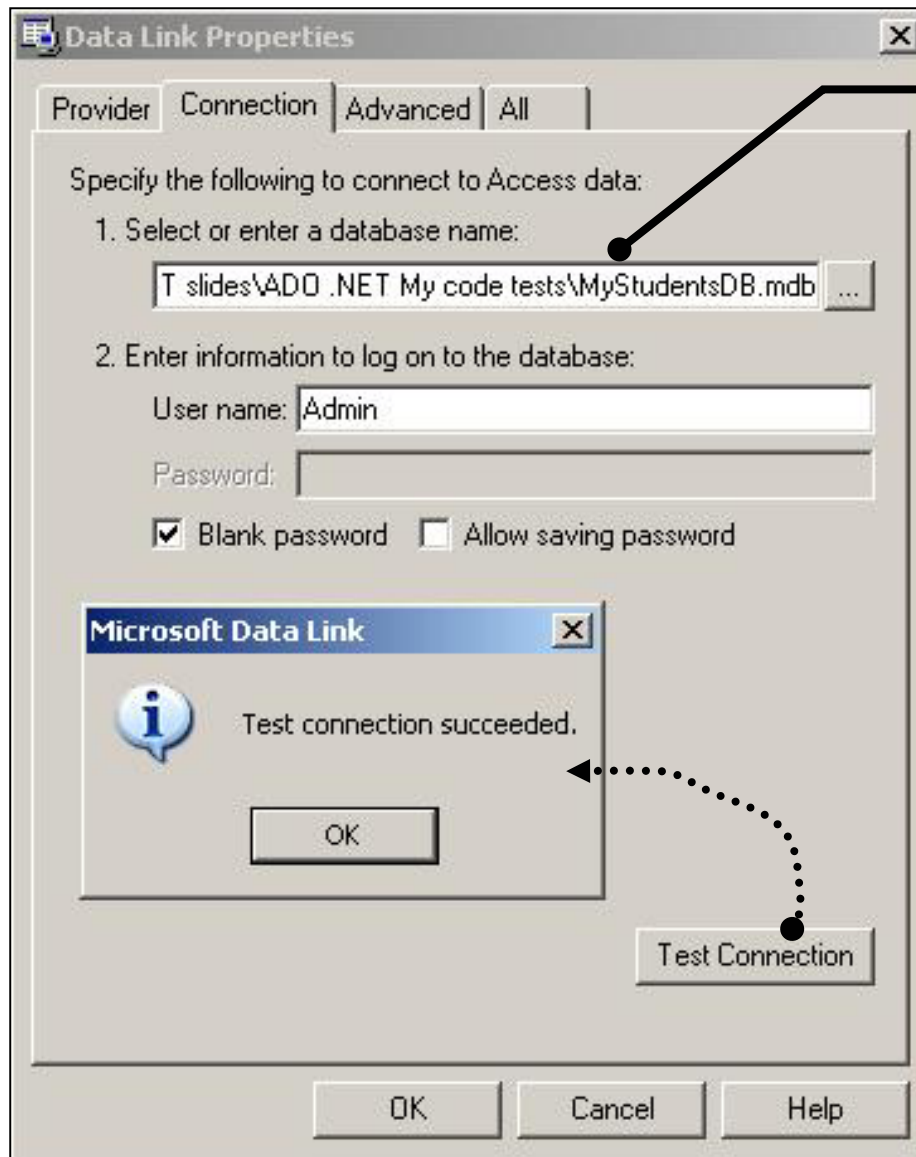 Data Link Properties
Provider Connection Advanced All
Specify the following to connect to Access data:
1. Select or enter a database name:
T slides\ADO .NET My code tests\MyStudentsDB.mdb ...
2. Enter information to log on to the database:
User name: Admin
Password:
Blank password Allow saving password
Microsoft Data Link
Test connection succeeded.
OK
Test Connection
OK Cancel Help